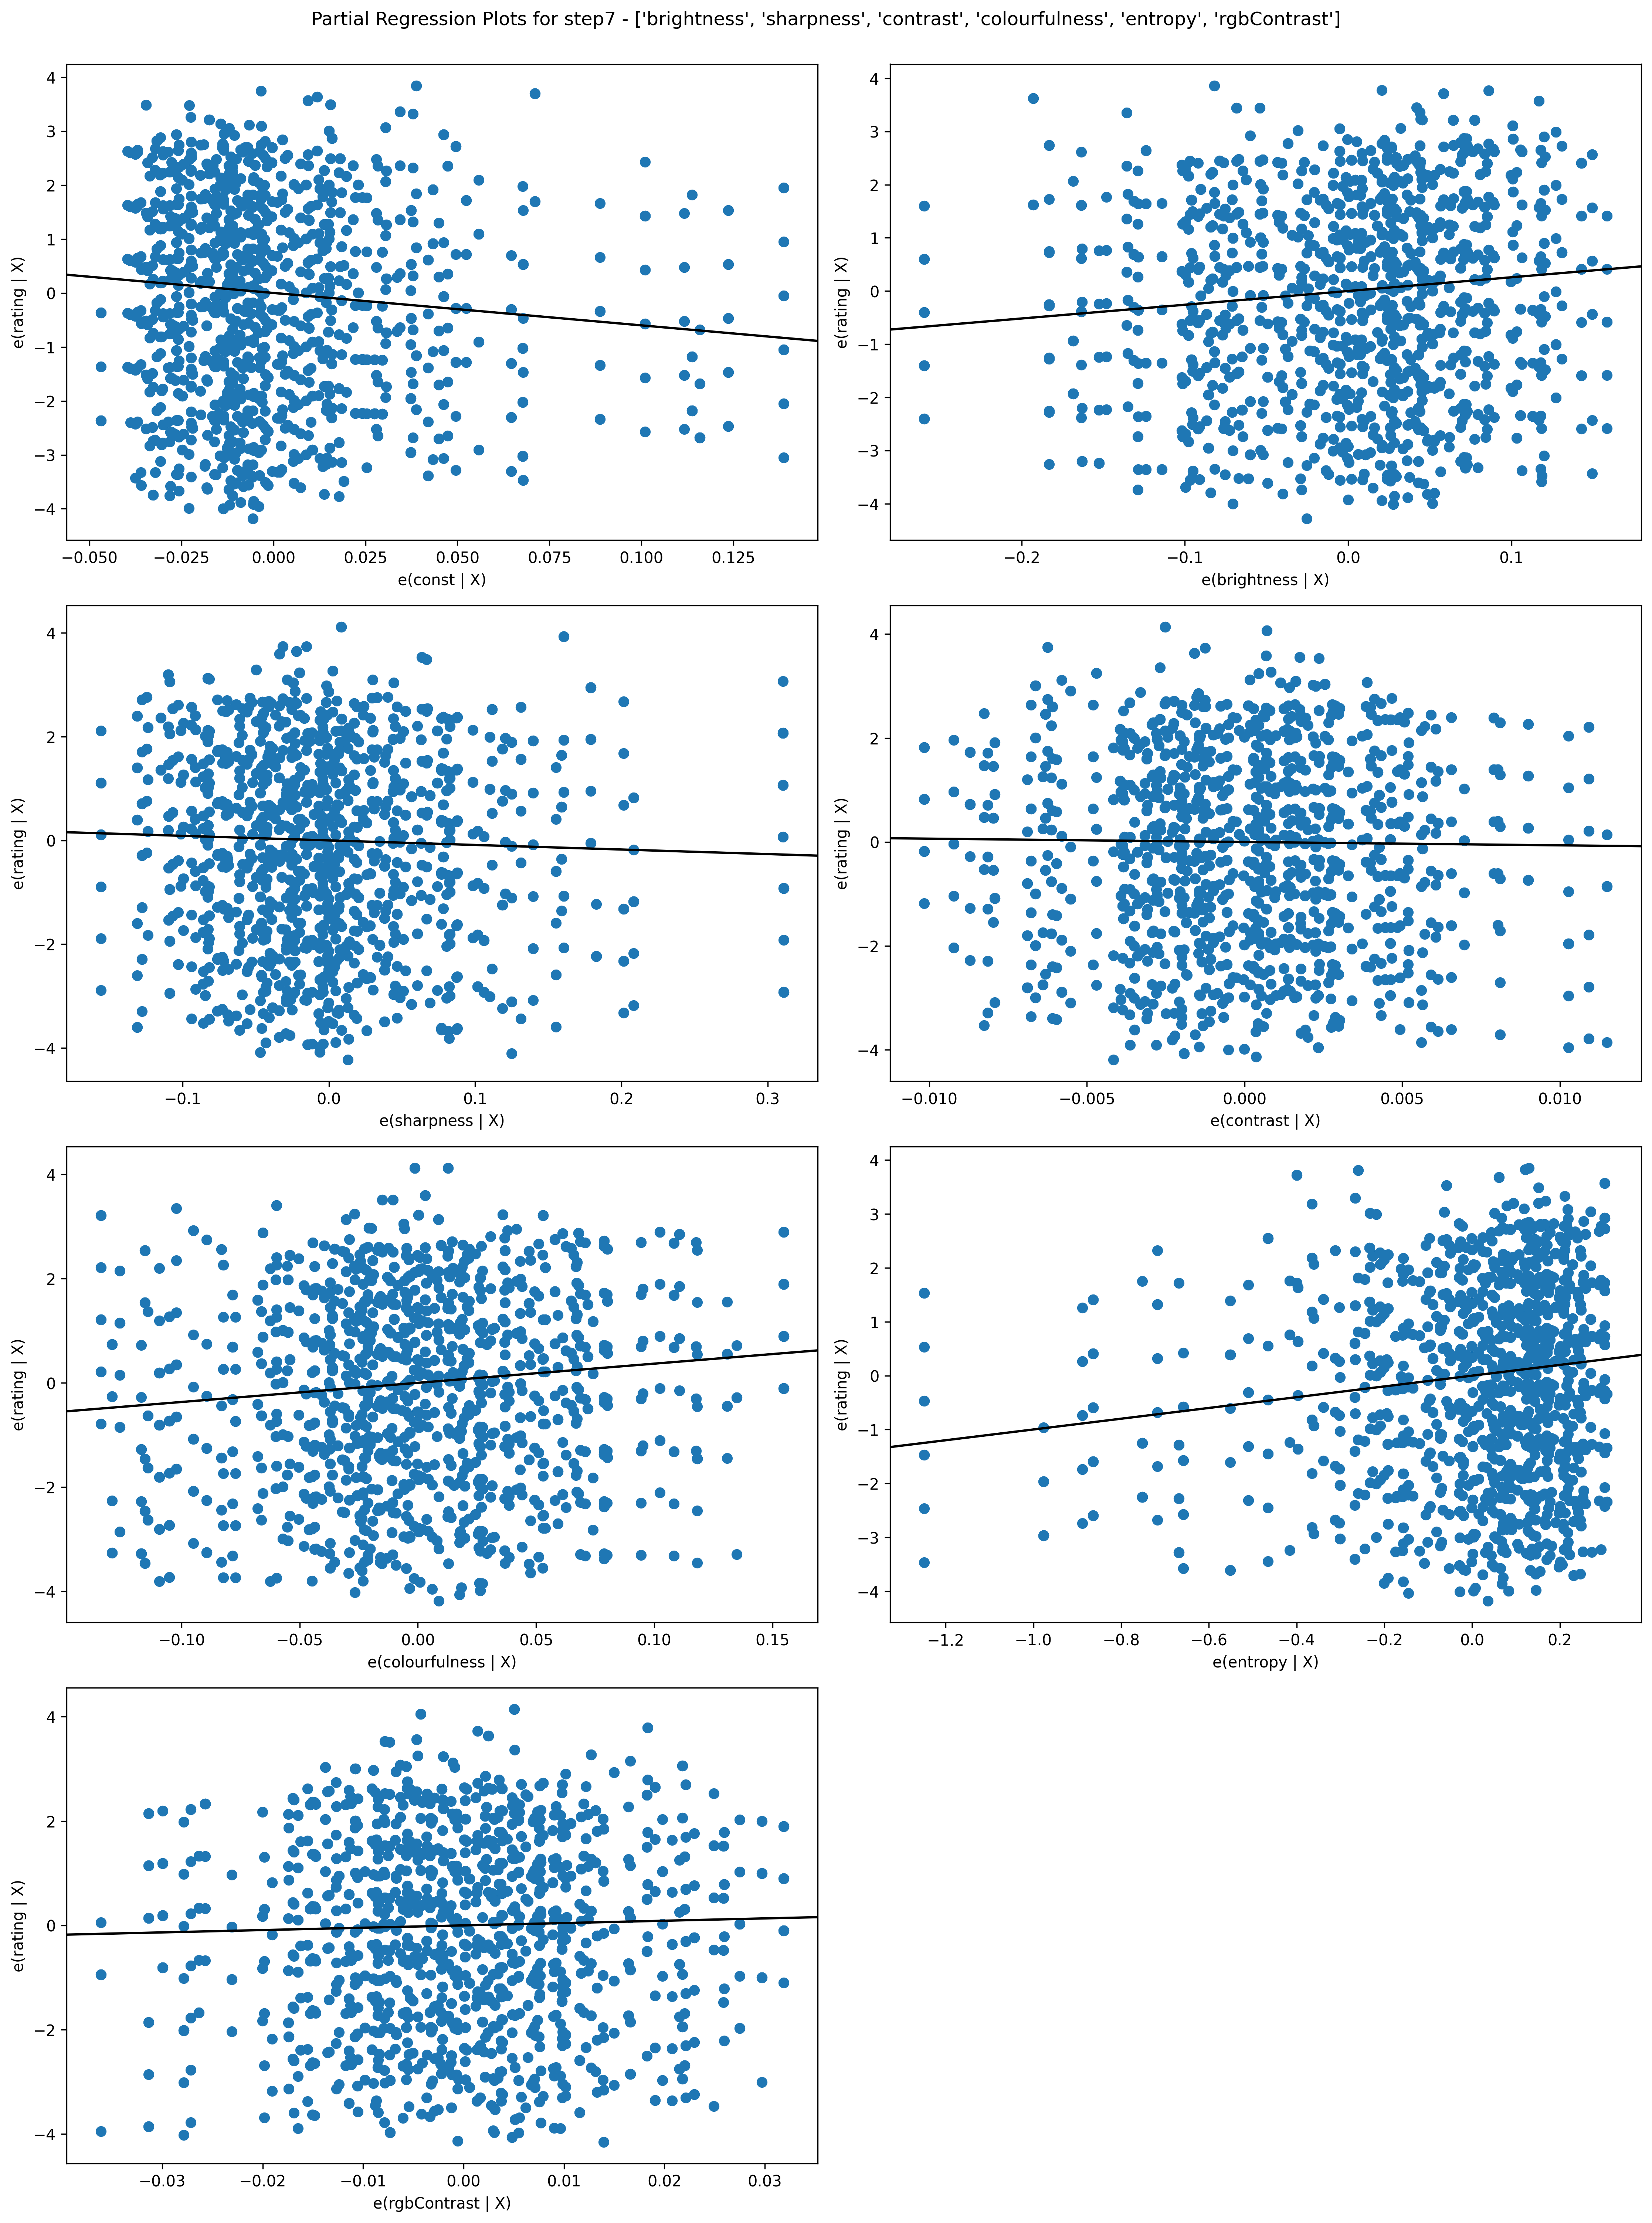 Partial Regression Plots for step7 - ['brightness', 'sharpness', 'contrast', 'colourfulness', 'entropy', 'rgbContrast']
e(rating | X)
4
3
2
1
0
−1
−2
−3
−4
−0.050 −0.025 0.000 0.025 0.050 0.075 0.100 0.125
e(const | X)
e(rating | X)
4
3
2
1
0
−1
−2
−3
−4
−0.2 −0.1 0.0 0.1
e(brightness | X)
e(rating | X)
4
2
0
−2
−4
−0.1 0.0 0.1 0.2 0.3
e(sharpness | X)
e(rating | X)
4
2
0
−2
−4
−0.010 −0.005 0.000 0.005 0.010
e(contrast | X)
e(rating | X)
4
2
0
−2
−4
−0.10 −0.05 0.00 0.05 0.10 0.15
e(colourfulness | X)
e(rating | X)
4
3
2
1
0
−1
−2
−3
−4
−1.2 −1.0 −0.8 −0.6 −0.4 −0.2 0.0 0.2
e(entropy | X)
e(rating | X)
4
2
0
−2
−4
−0.03 −0.02 −0.01 0.00 0.01 0.02 0.03
e(rgbContrast | X)